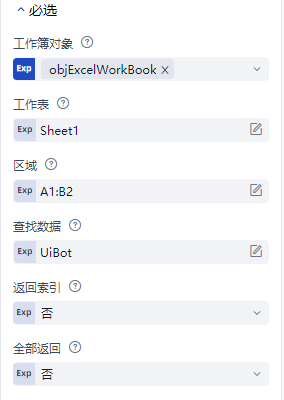 必选
工作簿对象
Exp objExcelWorkBook
工作表
Exp Sheet1
区域
Exp A1:B2
查找数据
Exp UiBot
返回索引
Exp 否
全部返回
Exp 否